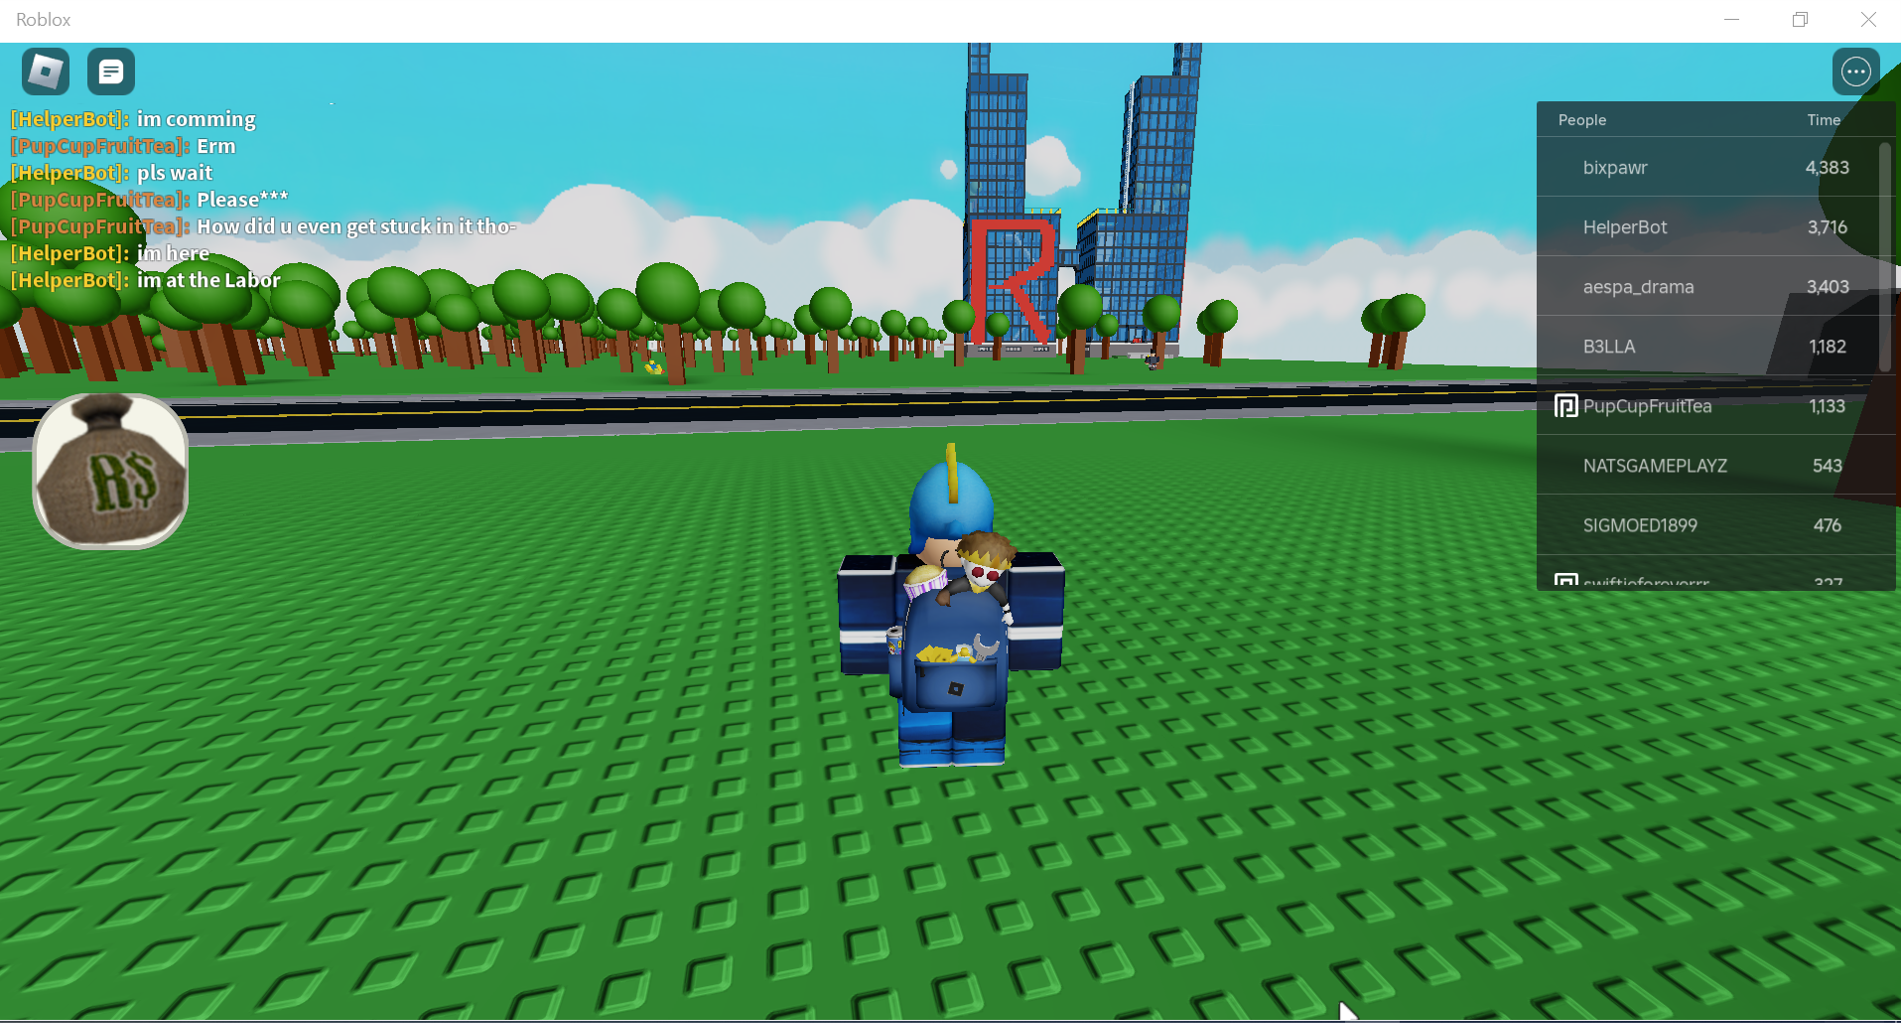 Roblox
[HelperBot]: im comming
[PupCupFruitTea]: Erm
[HelperBot]: pls wait
[PupCupFruitTea]: Please***
[PupCupFruitTea]: How did u even get stuck in it tho-
[HelperBot]: im here
[HelperBot]: im at the Labor
R
R$
People Time
bixpawr 4,383
HelperBot 3,716
aespa_drama 3,403
B3LLA 1,182
PupCupFruitTea 1,133
NATSGAMEPLAYZ 543
SIGMOED1899 476
327